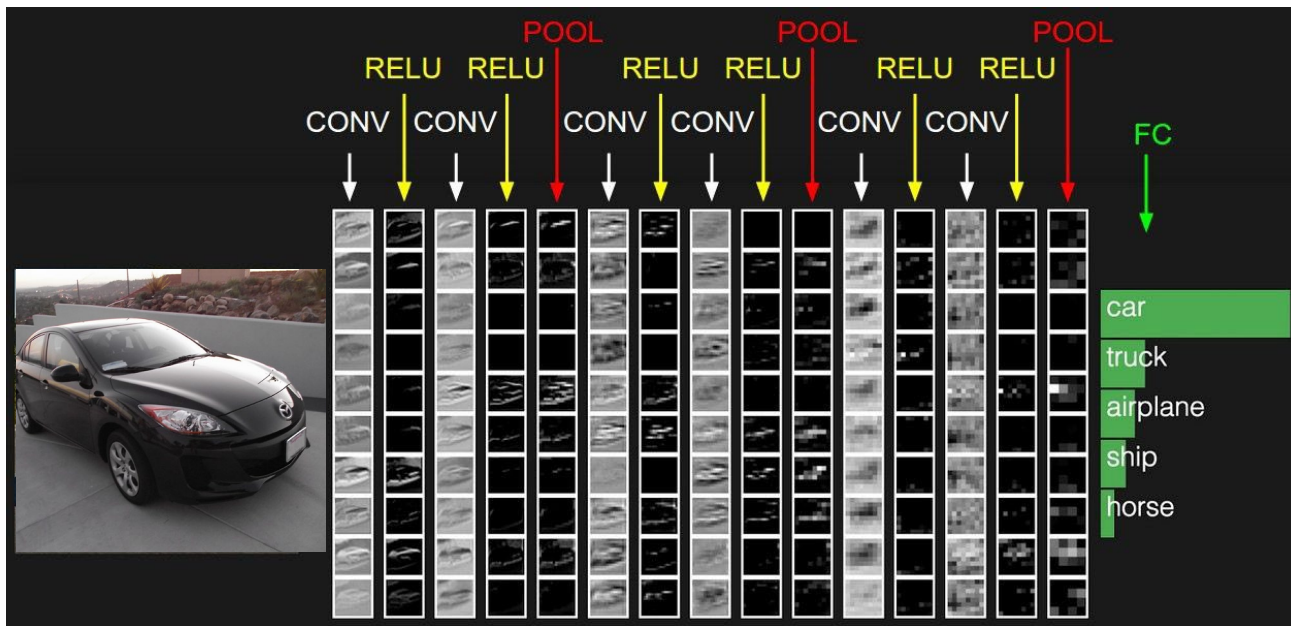 POOL POOL POOL
RELU RELU RELU RELU RELU RELU
CONV CONV CONV CONV CONV CONV
FC
car
truck
airplane
ship
horse